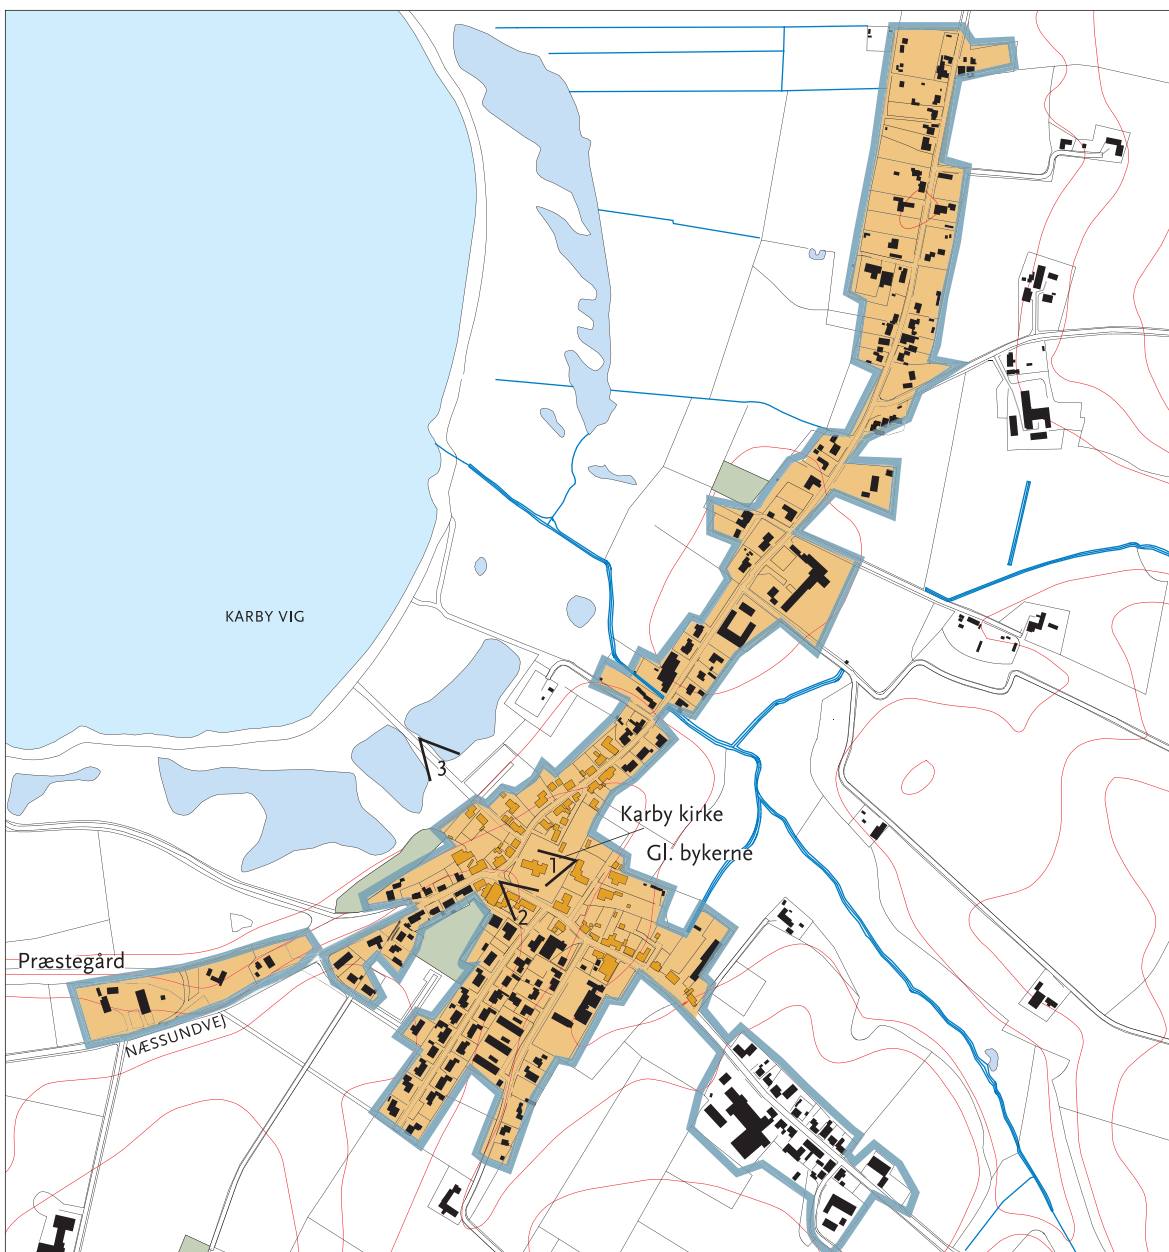 KARBY VIG
3
Karby kirke
1
Gl. bykerne
2
Præstegård
NÆSSUNDVEJ